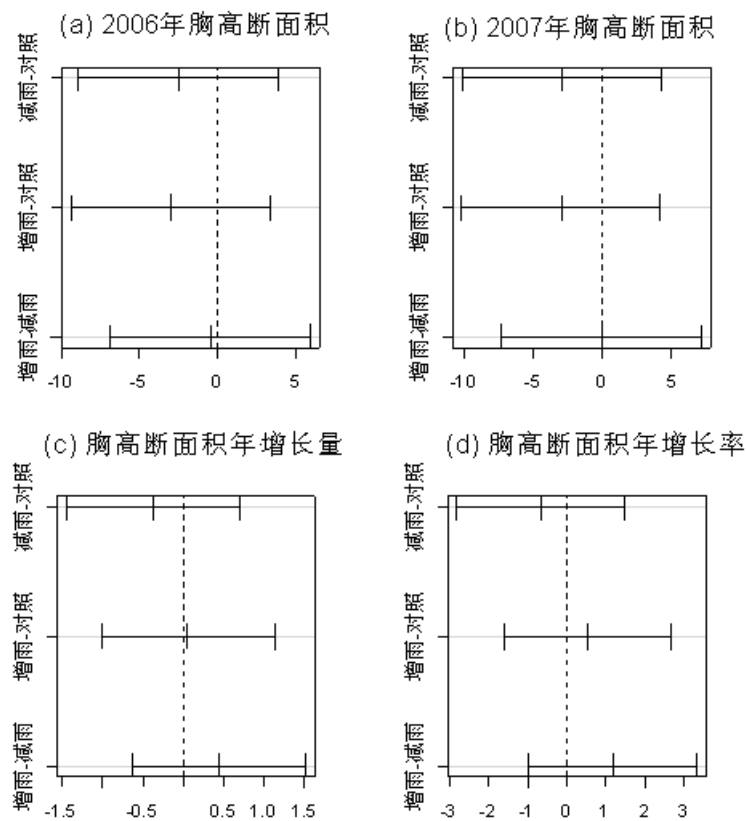 (a) 2006年胸高断面积
减雨-对照
增雨-对照
增雨-减雨
-10 -5 0 5
(b) 2007年胸高断面积
减雨-对照
增雨-对照
增雨-减雨
-10 -5 0 5
(c) 胸高断面积年增长量
减雨-对照
增雨-对照
增雨-减雨
-1.5 -0.5 0.5 1.5
(d) 胸高断面积年增长率
减雨-对照
增雨-对照
增雨-减雨
-3 -2 -1 0 1 2 3